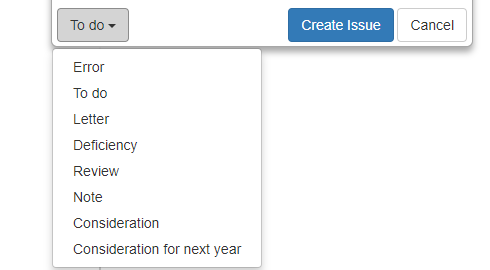 To do
Create Issue
Cancel
Error
To do
Letter
Deficiency
Review
Note
Consideration
Consideration for next year